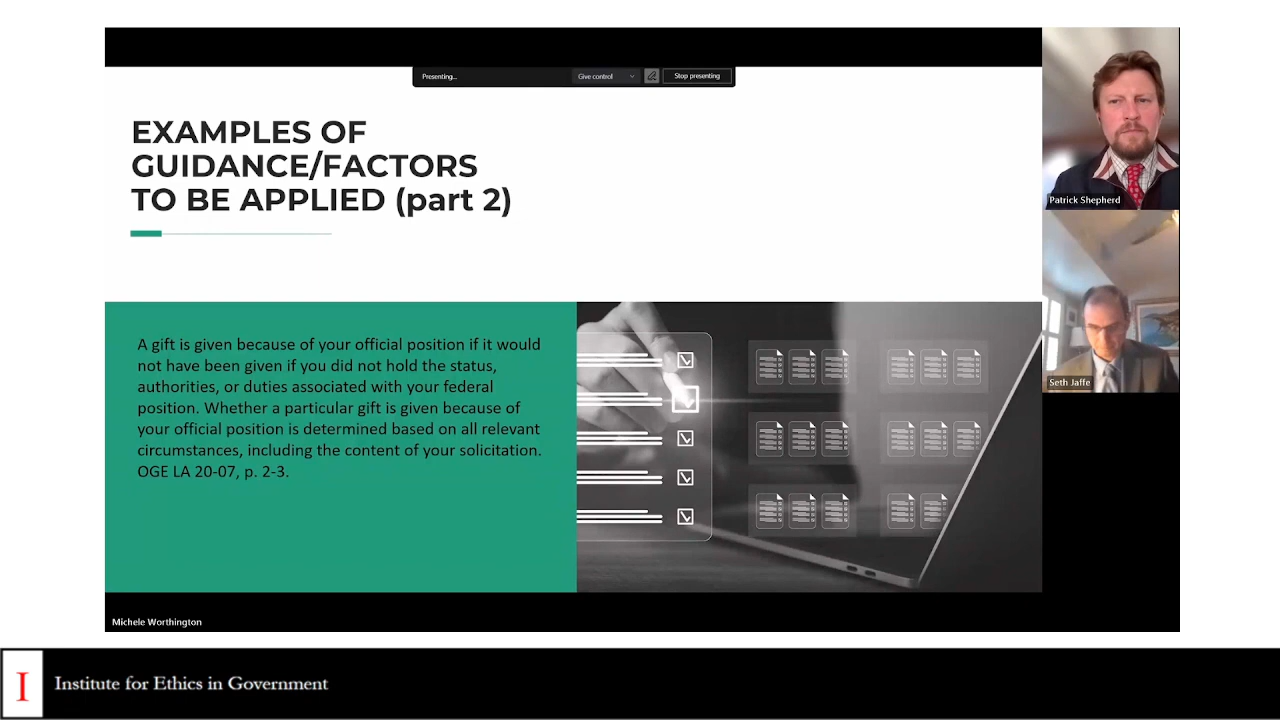 Presenting...
Give control
Stop presenting
EXAMPLES OF
GUIDANCE/FACTORS
TO BE APPLIED (part 2)
A gift is given because of your official position if it would
not have been given if you did not hold the status,
authorities, or duties associated with your federal
position. Whether a particular gift is given because of
your official position is determined based on all relevant
circumstances, including the content of your solicitation.
OGE LA 20-07, p. 2-3.
Patrick Shepherd
Seth Jaffe
Michele Worthington
I
Institute for Ethics in Government